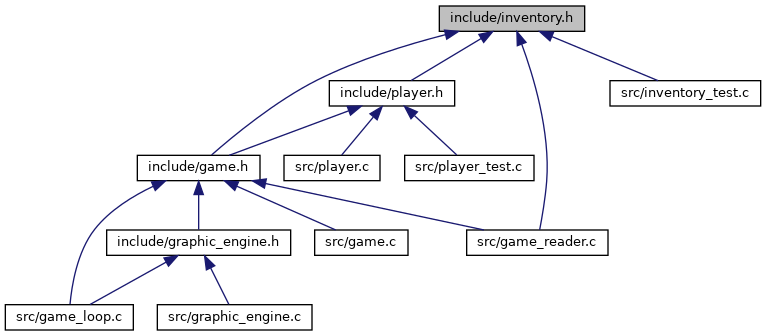 include/inventory.h
include/player.h
src/inventory_test.c
include/game.h
src/player.c
src/player_test.c
include/graphic_engine.h
src/game.c
src/game_reader.c
src/game_loop.c
src/graphic_engine.c